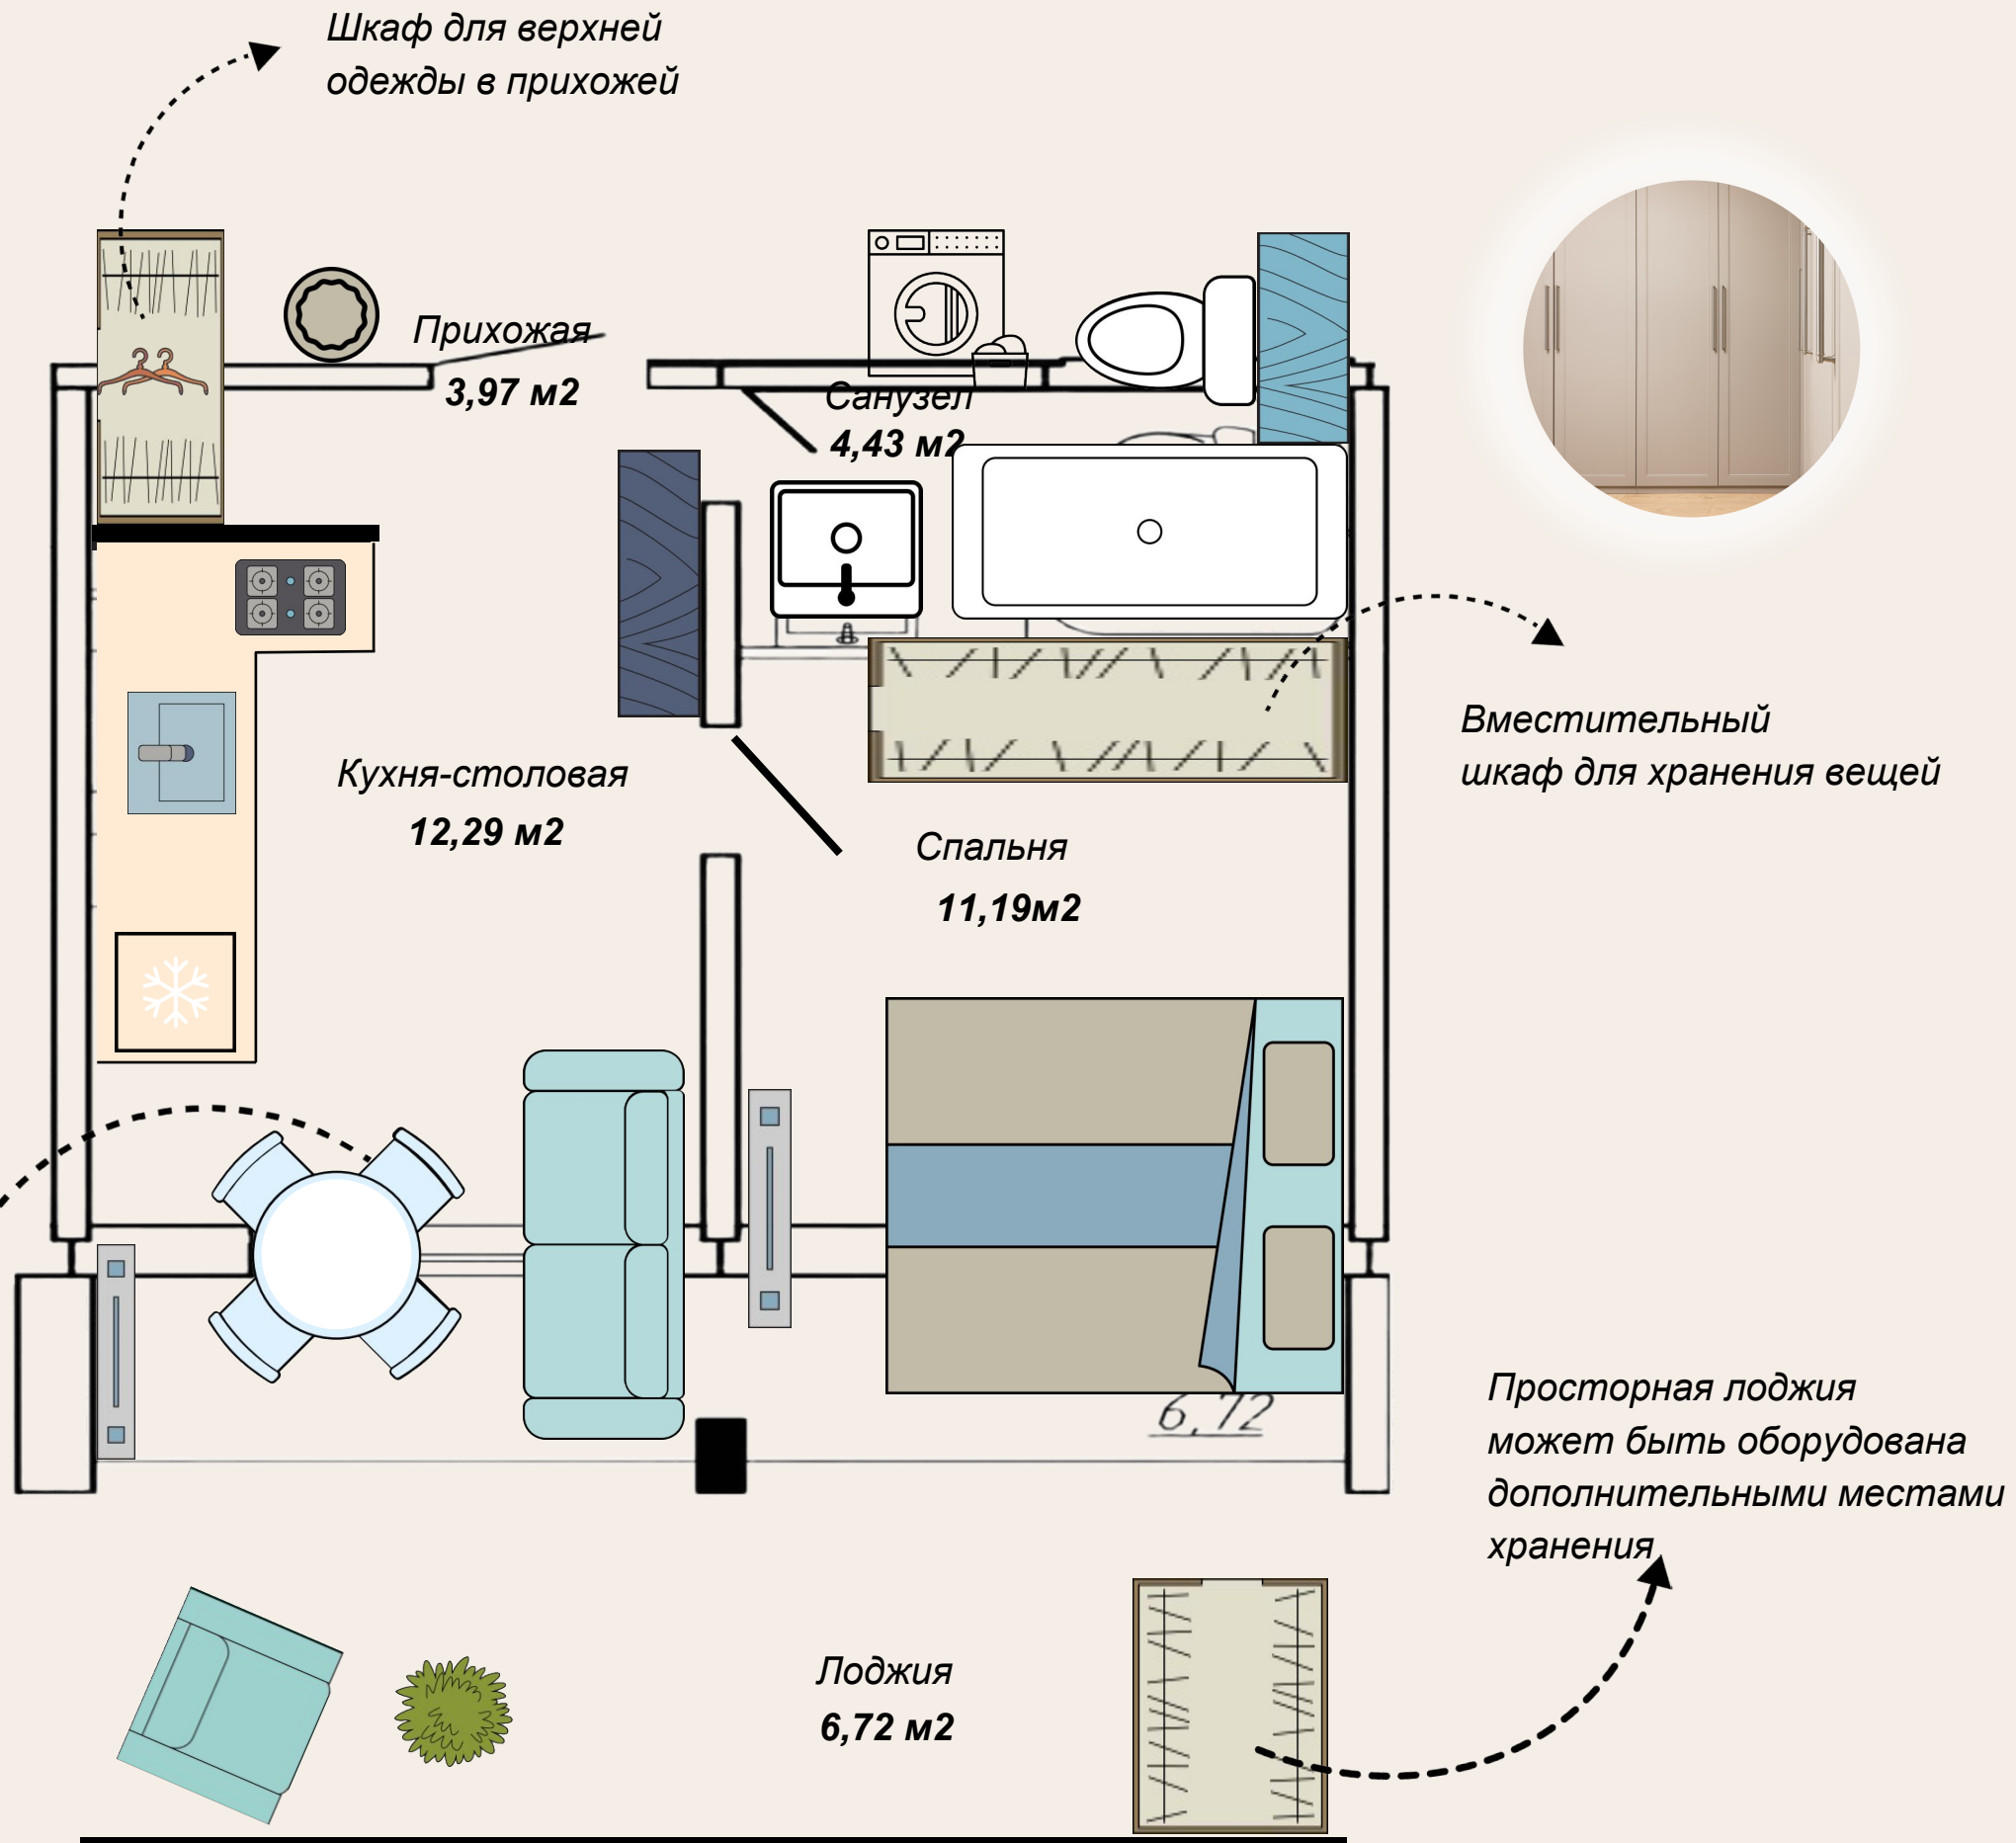 Шкаф для верхней
одежды в прихожей
Прихожая
3,97 м2
Санузел
4,43 м2
Вместительный
шкаф для хранения вещей
Кухня-столовая
12,29 м2
Спальня
11,19м2
6,72
Просторная лоджия
может быть оборудована
дополнительными местами
хранения
Лоджия
6,72 м2